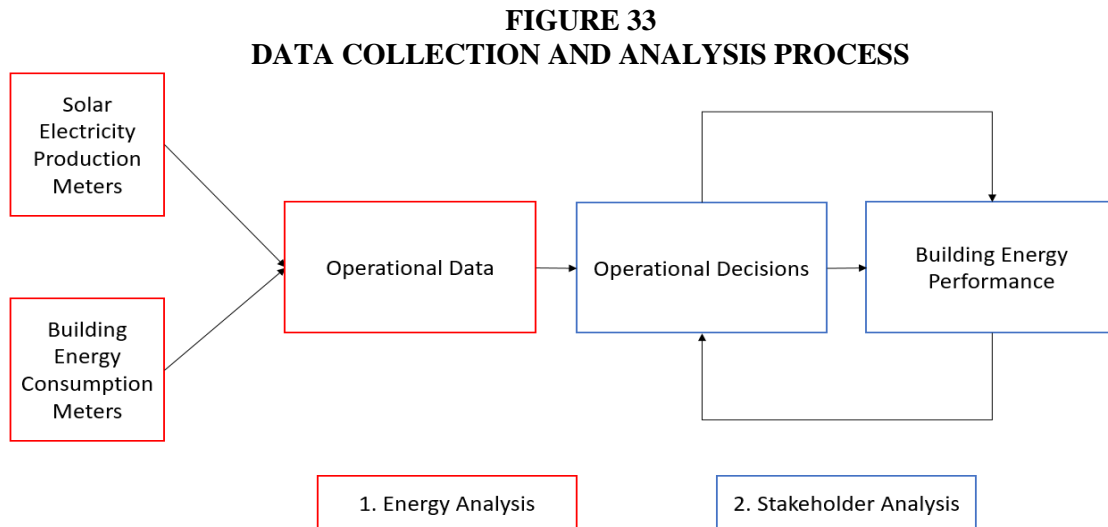 FIGURE 33
DATA COLLECTION AND ANALYSIS PROCESS
Solar
Electricity
Production
Meters
Building
Energy
Consumption
Meters
Operational Data
Operational Decisions
Building Energy
Performance
1. Energy Analysis
2. Stakeholder Analysis